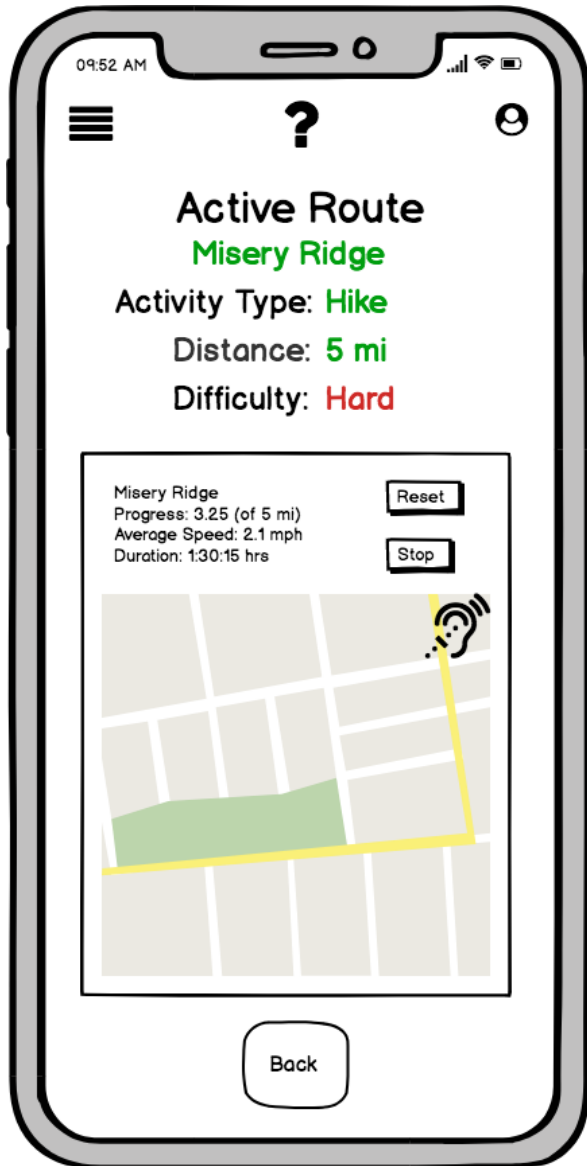 09:52 AM
?
Active Route
Misery Ridge
Activity Type: Hike
Distance: 5 mi
Difficulty: Hard
Misery Ridge
Progress: 3.25 (of 5 mi)
Average Speed: 2.1 mph
Duration: 1:30:15 hrs
Reset
Stop
Back